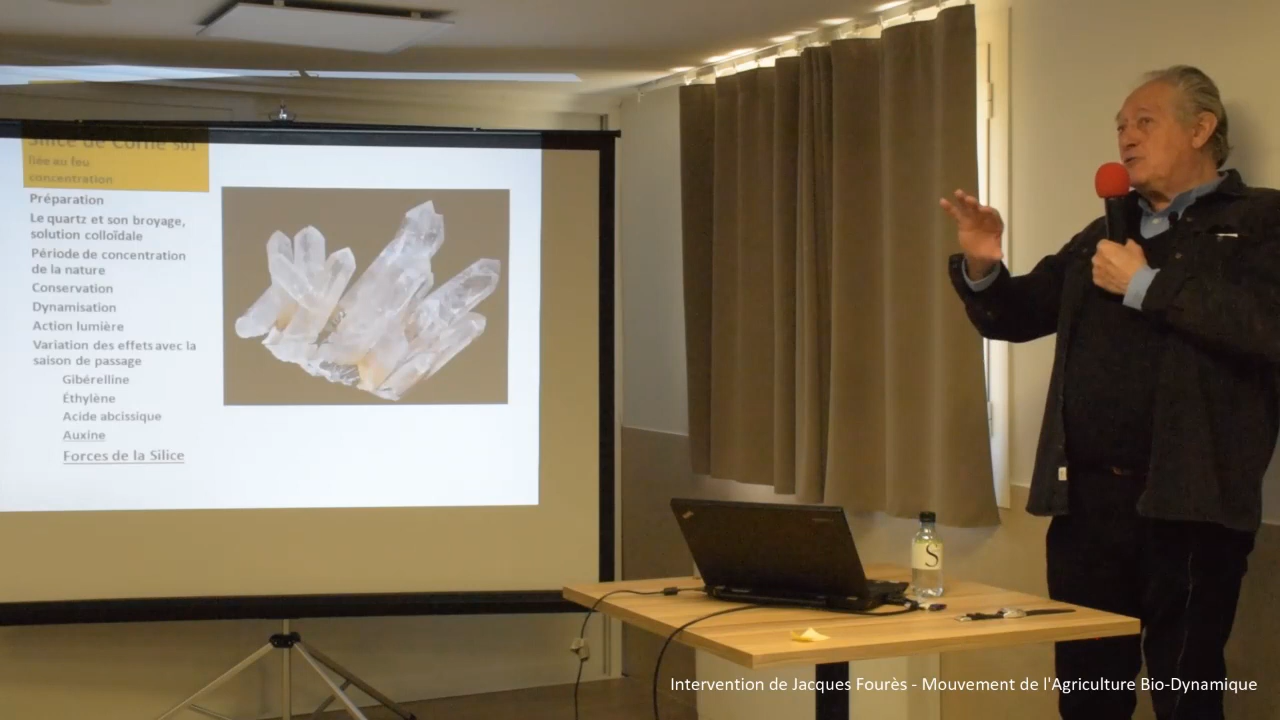 Silice de Corne 501
liée au feu
concentration
Préparation
Le quartz et son broyage,
solution colloïdale
Période de concentration
de la nature
Conservation
Dynamisation
Action lumière
Variation des effets avec la
saison de passage
Gibérelline
Éthylène
Acide abcissique
Auxine
Forces de la Silice
S
Intervention de Jacques Fourès - Mouvement de l'Agriculture Bio-Dynamique